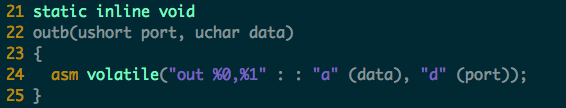 21 static inline void
22 outb(ushort port, uchar data)
23 {
24   asm volatile("out %0,%1" : : "a" (data), "d" (port));
25 }